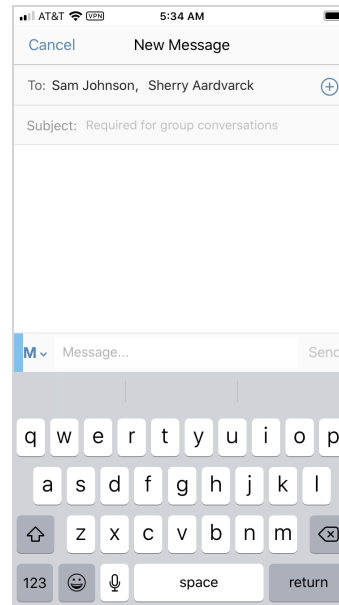 AT&T VPN 5:34 AM
Cancel New Message
To: Sam Johnson, Sherry Aardvarck
Subject: Required for group conversations
M Message... Send
q w e r t y u i o p
a s d f g h j k l
z x c v b n m
123 space return